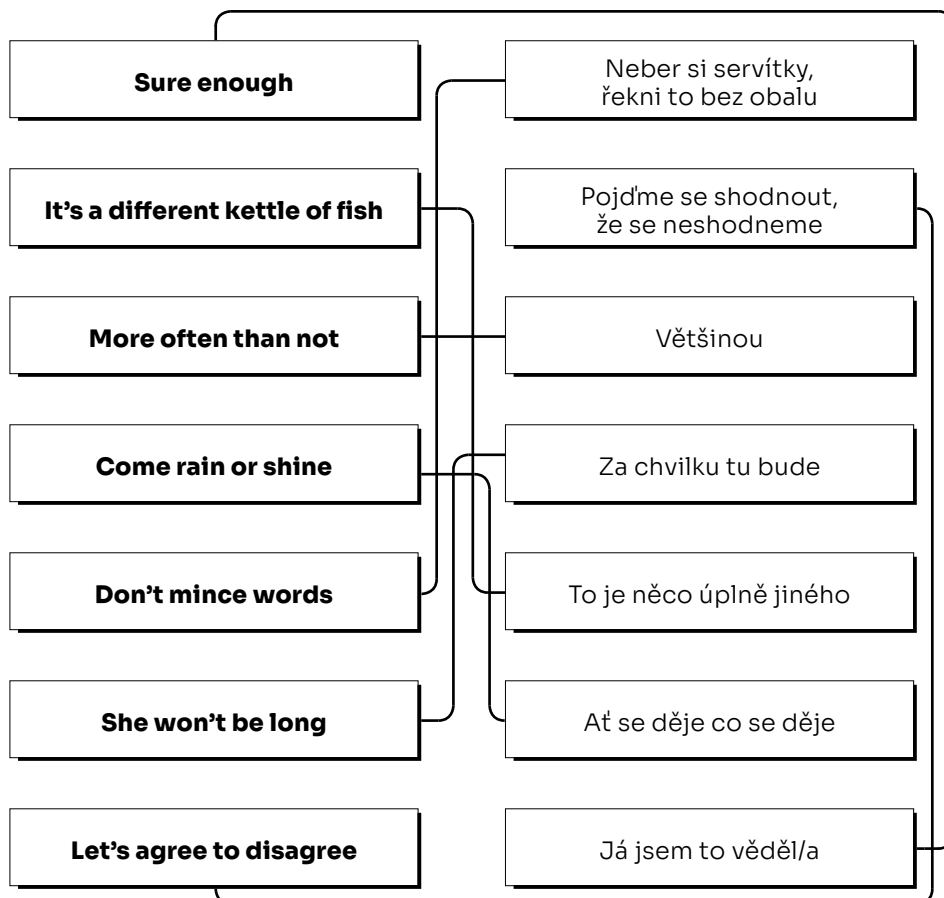 Sure enough
Neber si servítky,
řekni to bez obalu
It's a different kettle of fish
Pojďme se shodnout,
že se neshodneme
More often than not
Většinou
Come rain or shine
Za chvilku tu bude
Don't mince words
To je něco úplně jiného
She won't be long
Ať se děje co se děje
Let's agree to disagree
Já jsem to věděl/a